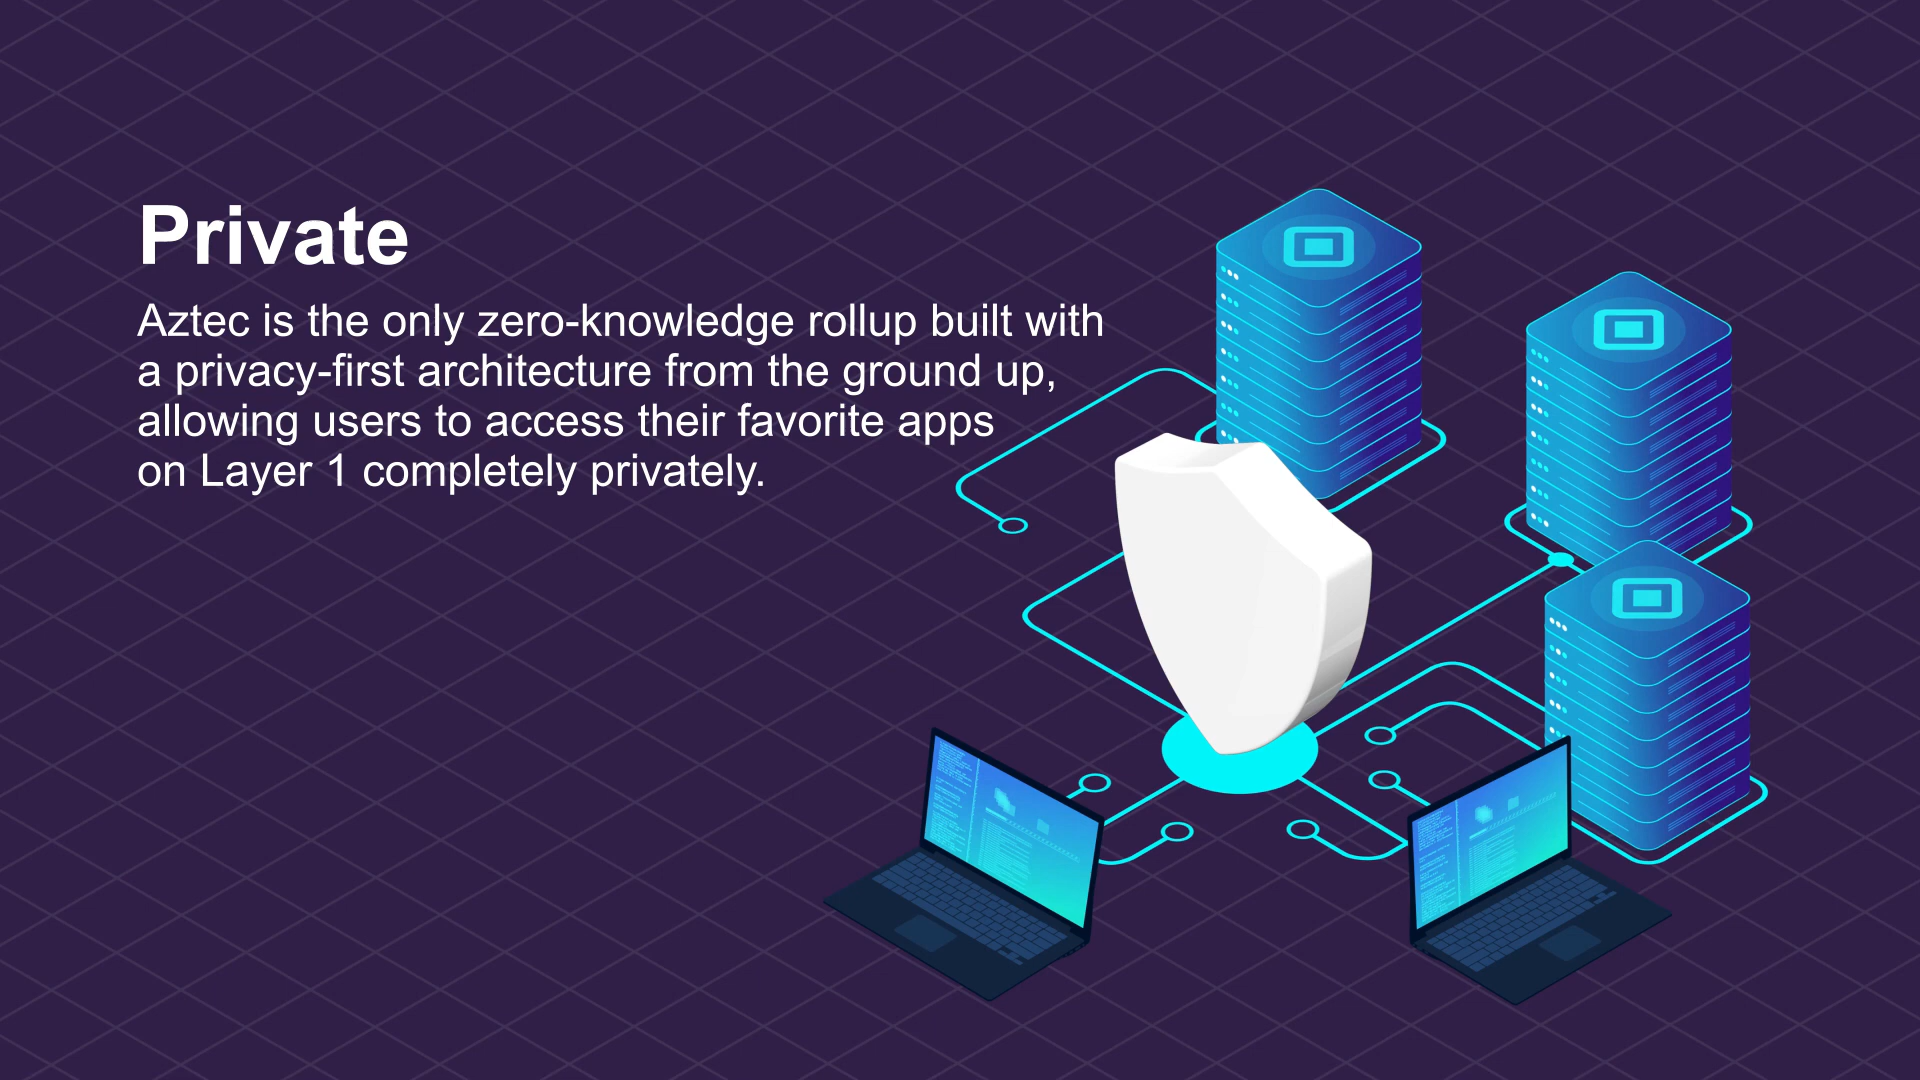 Private
Aztec is the only zero-knowledge rollup built with
a privacy-first architecture from the ground up,
allowing users to access their favorite apps
on Layer 1 completely privately.